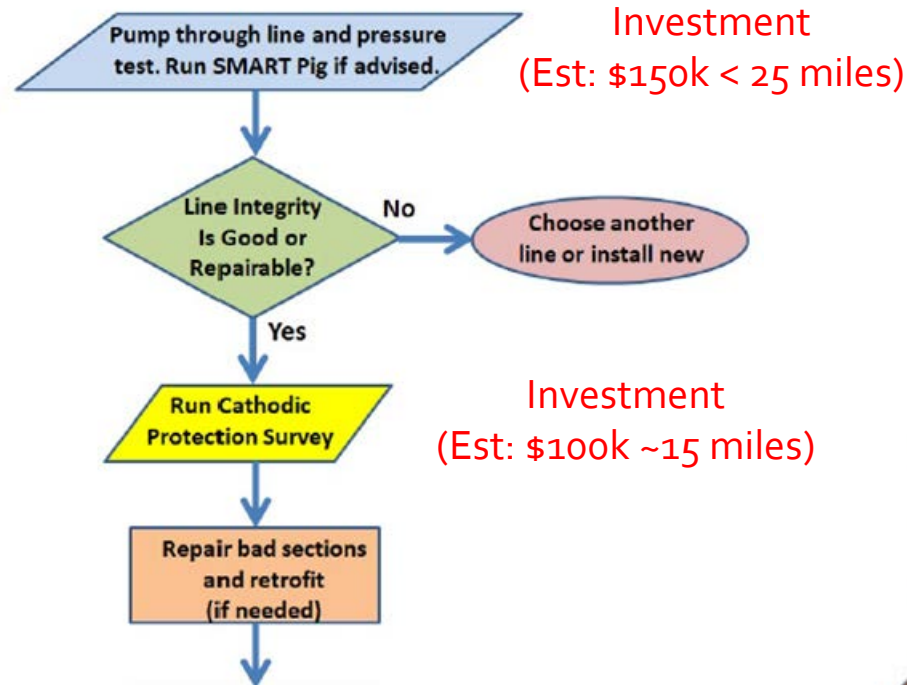 Pump through line and pressure
test. Run SMART Pig if advised.
Investment
(Est: $150k < 25 miles)
Line Integrity
Is Good or
Repairable?
No
Choose another
line or install new
Yes
Run Cathodic
Protection Survey
Investment
(Est: $100k ~15 miles)
Repair bad sections
and retrofit
(if needed)